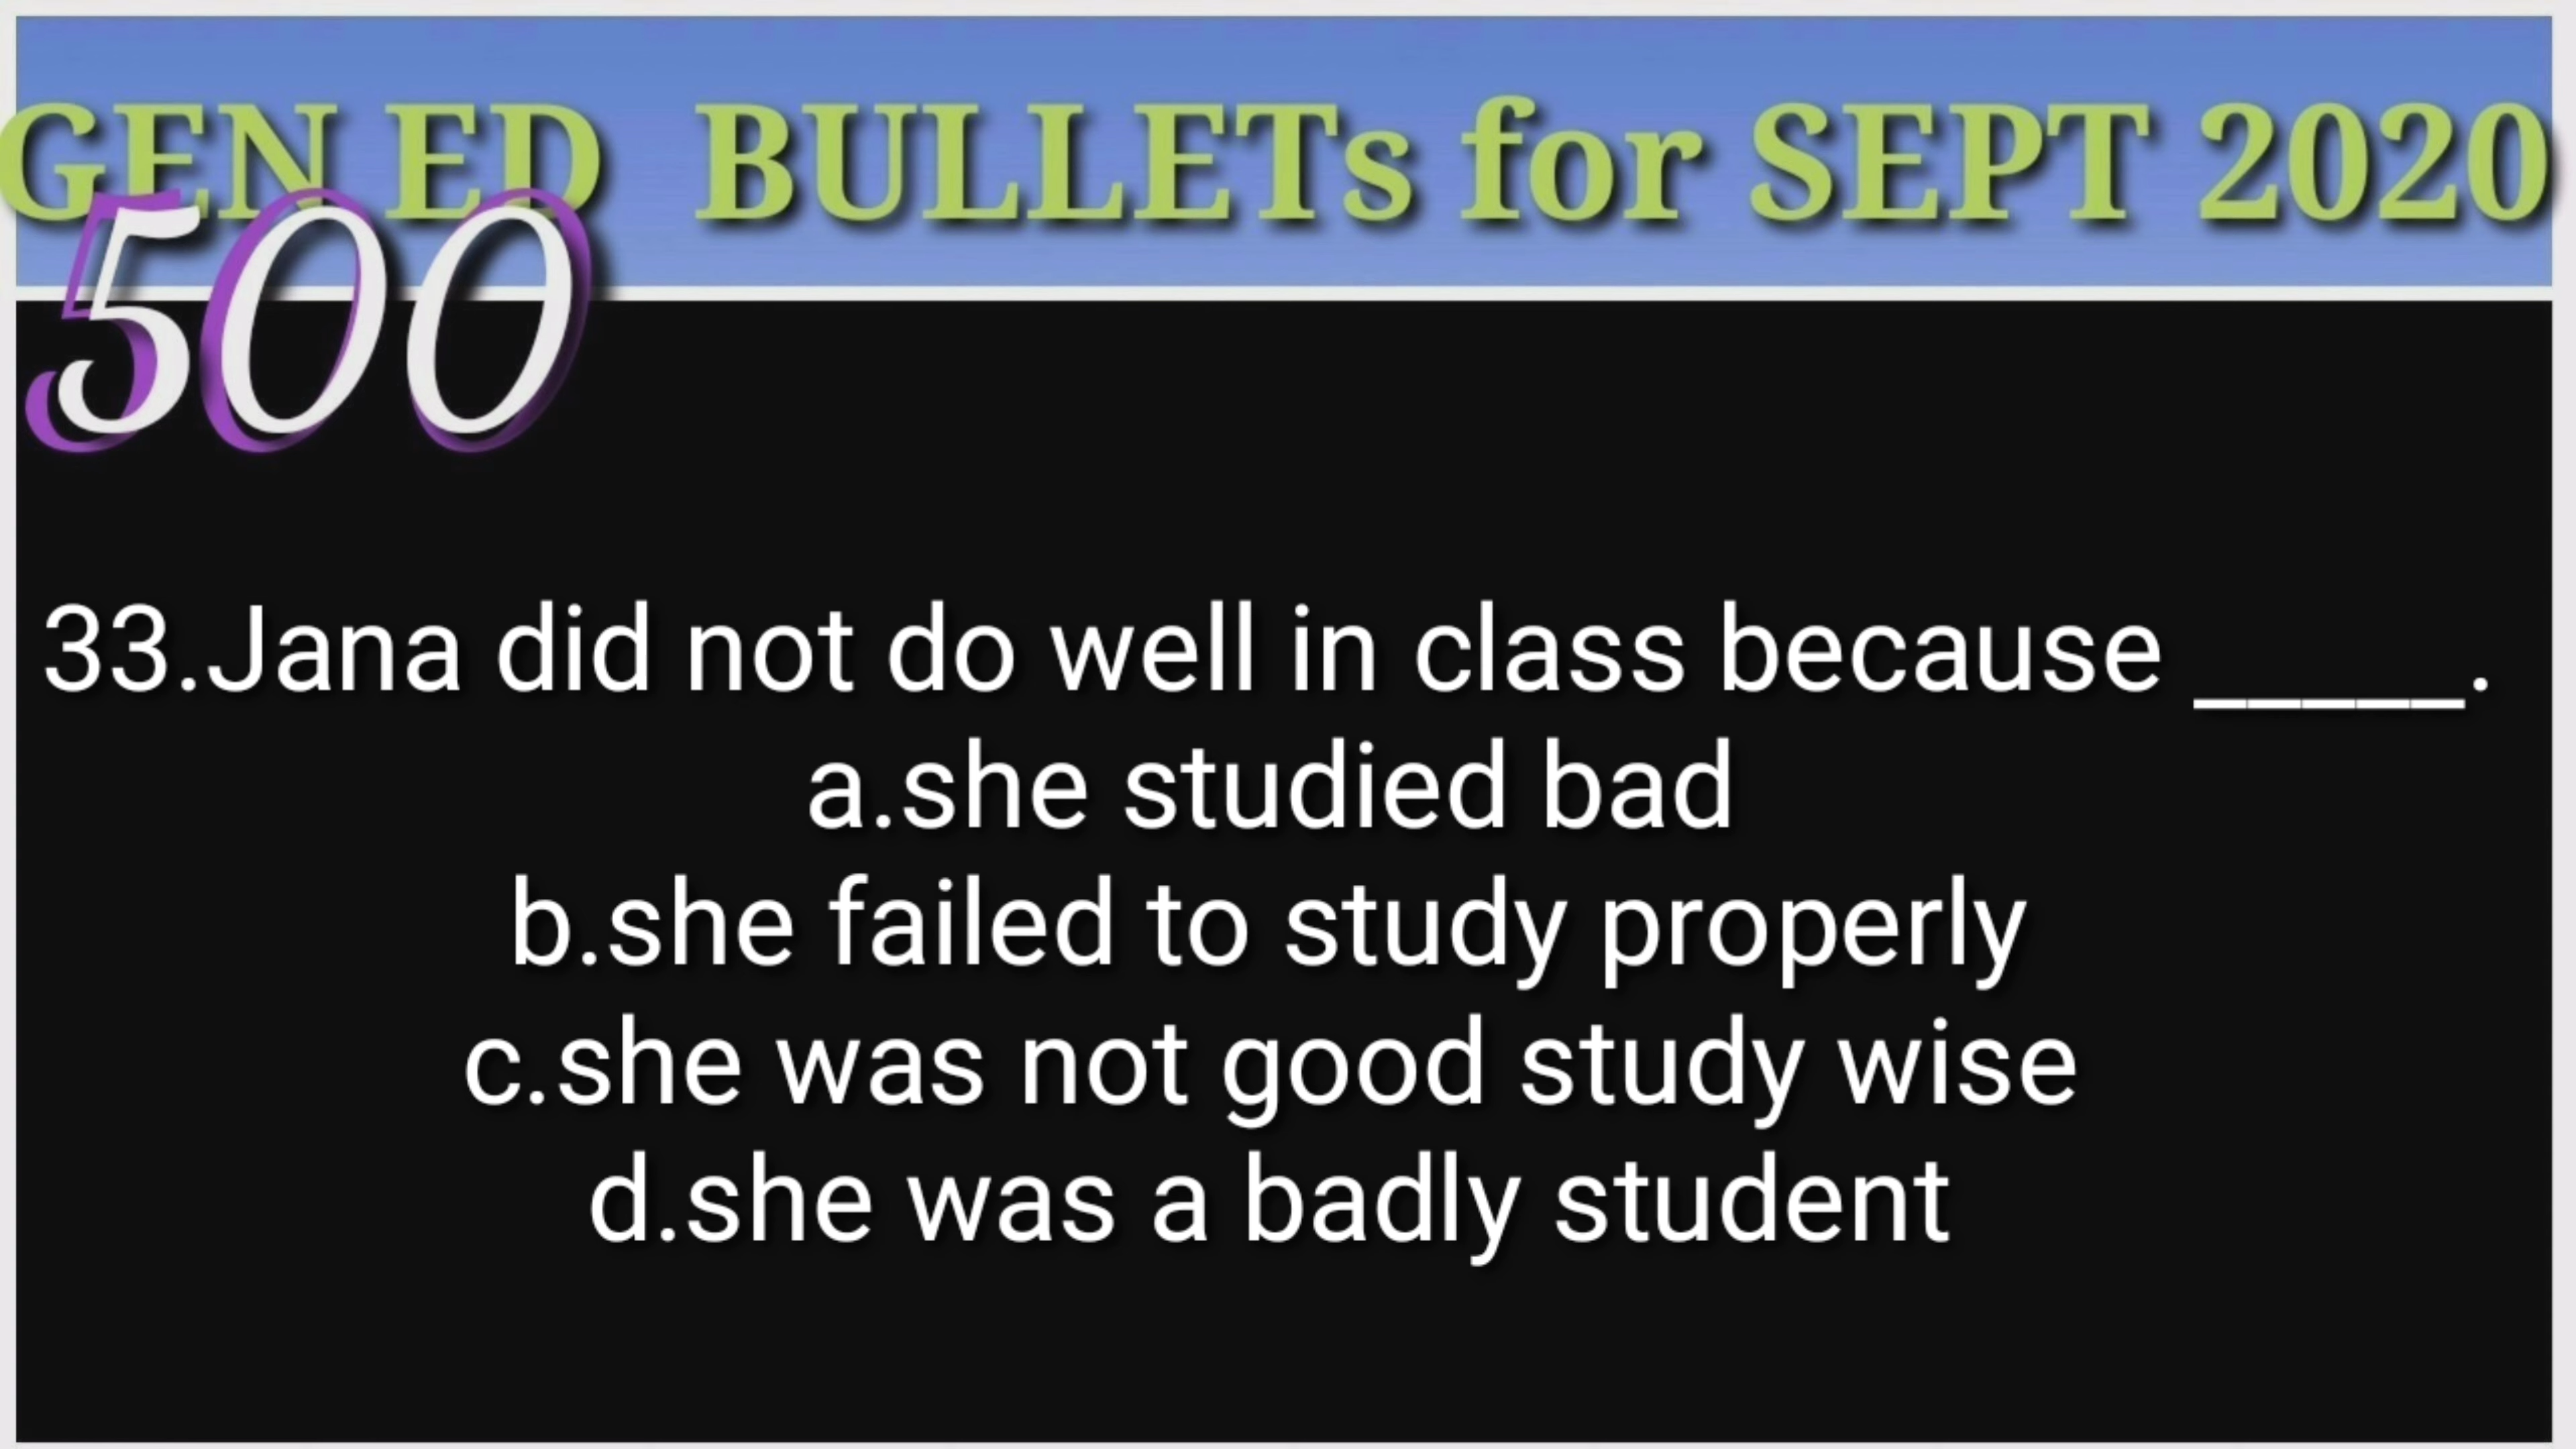 GEN ED BULLETs for SEPT 2020
500
33.Jana did not do well in class because _____.
a.she studied bad
b.she failed to study properly
c.she was not good study wise
d.she was a badly student